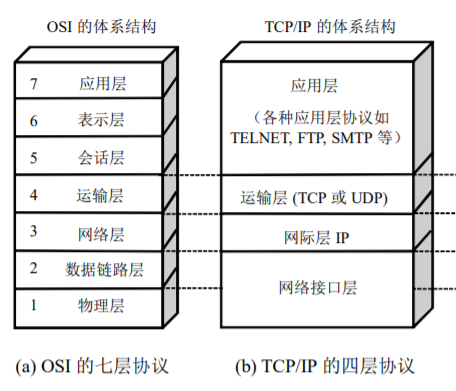 OSI 的体系结构
7 应用层
6 表示层
5 会话层
4 运输层
3 网络层
2 数据链路层
1 物理层
(a) OSI 的七层协议
TCP/IP 的体系结构
应用层
（各种应用层协议如
TELNET, FTP, SMTP 等）
运输层 (TCP 或 UDP)
网际层 IP
网络接口层
(b) TCP/IP 的四层协议